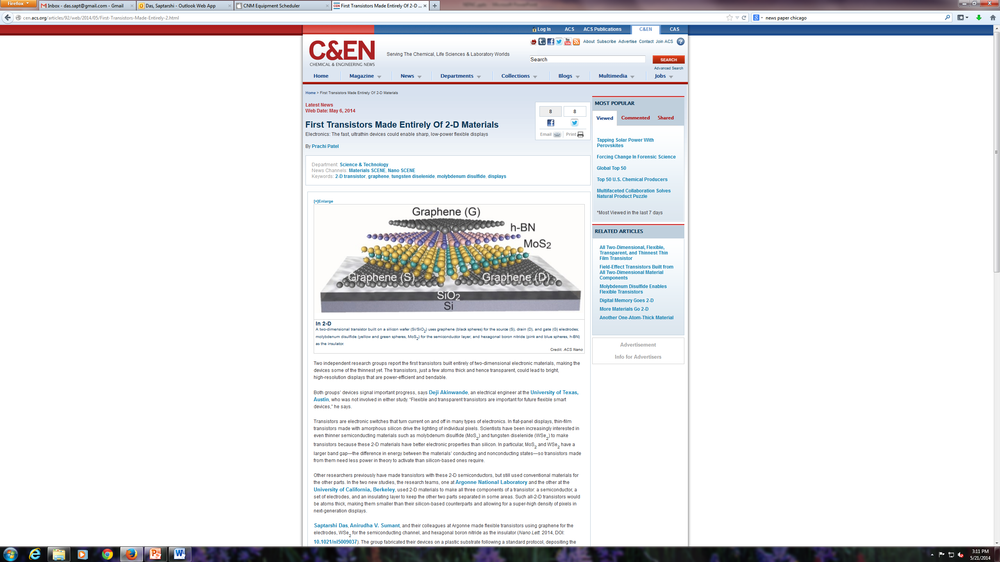 Firefox
Inbox - das.sapt@gmail.com - Gmail
Das, Saptarshi - Outlook Web App
CNM Equipment Scheduler
CEN First Transistors Made Entirely Of 2-D ...
cen.acs.org/articles/92/web/2014/05/First-Transistors-Made-Entirely-2.html
news paper chicago
Log In ACS ACS Publications C&EN CAS
About Subscribe Advertise Contact Join ACS ?
C&EN
CHEMICAL & ENGINEERING NEWS
Serving The Chemical, Life Sciences & Laboratory Worlds
Search SEARCH
Advanced Search
Home Magazine News Departments Collections Blogs Multimedia Jobs
Home > First Transistors Made Entirely Of 2-D Materials
Latest News
Web Date: May 6, 2014
First Transistors Made Entirely Of 2-D Materials
Electronics: The fast, ultrathin devices could enable sharp, low-power flexible displays
By Prachi Patel
8 8
Email Print
Department: Science & Technology
News Channels: Materials SCENE, Nano SCENE
Keywords: 2-D transistor, graphene, tungsten diselenide, molybdenum disulfide, displays
[+]Enlarge
Graphene (G)
h-BN
MoS2
Graphene (S)
Graphene (D)
SiO2
Si
In 2-D
A two-dimensional transistor built on a silicon wafer (Si/SiO2) uses graphene (black spheres) for the source (S), drain (D), and gate (G) electrodes;
molybdenum disulfide (yellow and green spheres, MoS2) for the semiconductor layer; and hexagonal boron nitride (pink and blue spheres, h-BN)
as the insulator.
Credit: ACS Nano
Two independent research groups report the first transistors built entirely of two-dimensional electronic materials, making the
devices some of the thinnest yet. The transistors, just a few atoms thick and hence transparent, could lead to bright,
high-resolution displays that are power-efficient and bendable.
Both groups' devices signal important progress, says Deji Akinwande, an electrical engineer at the University of Texas,
Austin, who was not involved in either study. “Flexible and transparent transistors are important for future flexible smart
devices,” he says.
Transistors are electronic switches that turn current on and off in many types of electronics. In flat-panel displays, thin-film
transistors made with amorphous silicon drive the lighting of individual pixels. Scientists have been increasingly interested in
even thinner semiconducting materials such as molybdenum disulfide (MoS2) and tungsten diselenide (WSe2) to make
transistors because these 2-D materials have better electronic properties than silicon. In particular, MoS2 and WSe2 have a
larger band gap—the difference in energy between the materials' conducting and nonconducting states—so transistors made
from them need less power in theory to activate than silicon-based ones require.
Other researchers previously have made transistors with these 2-D semiconductors, but still used conventional materials for
the other parts. In the two new studies, the research teams, one at Argonne National Laboratory and the other at the
University of California, Berkeley, used 2-D materials to make all three components of a transistor: a semiconductor, a
set of electrodes, and an insulating layer to keep the other two parts separated in some areas. Such all-2-D transistors would
be atoms thick, making them smaller than their silicon-based counterparts and allowing for a super-high density of pixels in
next-generation displays.
Saptarshi Das, Anirudha V. Sumant, and their colleagues at Argonne made flexible transistors using graphene for the
electrodes, WSe2 for the semiconducting channel, and hexagonal boron nitride as the insulator (Nano Lett. 2014, DOI:
10.1021/nl5009037). The group fabricated their devices on a plastic substrate following a standard protocol, depositing the
MOST POPULAR
Viewed Commented Shared
Tapping Solar Power With
Perovskites
Forcing Change In Forensic Science
Global Top 50
Top 50 U.S. Chemical Producers
Multifaceted Collaboration Solves
Natural Product Puzzle
*Most Viewed in the last 7 days
RELATED ARTICLES
All Two-Dimensional, Flexible,
Transparent, and Thinnest Thin
Film Transistor
Field-Effect Transistors Built from
All Two-Dimensional Material
Components
Molybdenum Disulfide Enables
Flexible Transistors
Digital Memory Goes 2-D
More Materials Go 2-D
Another One-Atom-Thick Material
Advertisement
Info for Advertisers
3:11 PM
5/21/2014